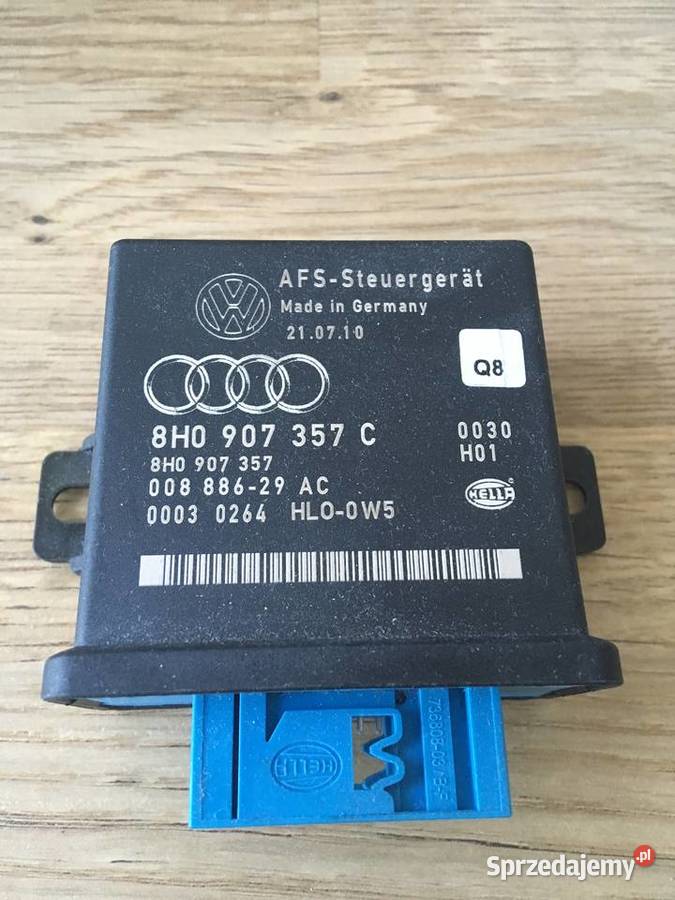 AFS-Steuergerät
Made in Germany
21.07.10
Q8
8H0 907 357 C
0030
8H0 907 357
H01
008 886-29 AC
HELLA
0003 0264 HLO-0W5
HELLA
Sprzedajemy.pl